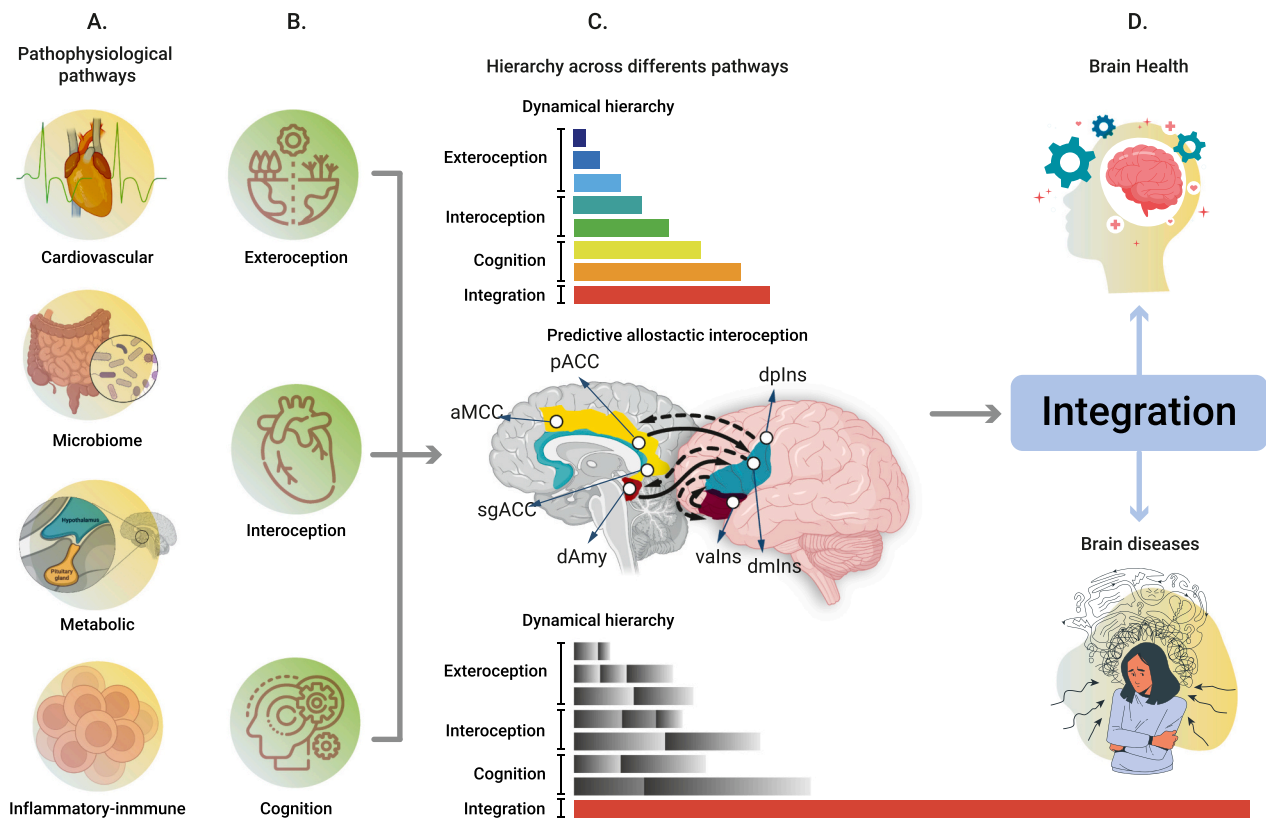 A.
Pathophysiological
pathways
Cardiovascular
Microbiome
Hypothalamus
Pituitary
gland
Metabolic
Inflammatory-inmmune
B.
Exteroception
Interoception
Cognition
C.
Hierarchy across differents pathways
Dynamical hierarchy
Exteroception
Interoception
Cognition
Integration
Predictive allostactic interoception
pACC
dpIns
aMCC
sgACC
dAmy
vaIns
dmIns
Dynamical hierarchy
Exteroception
Interoception
Cognition
Integration
D.
Brain Health
Integration
Brain diseases